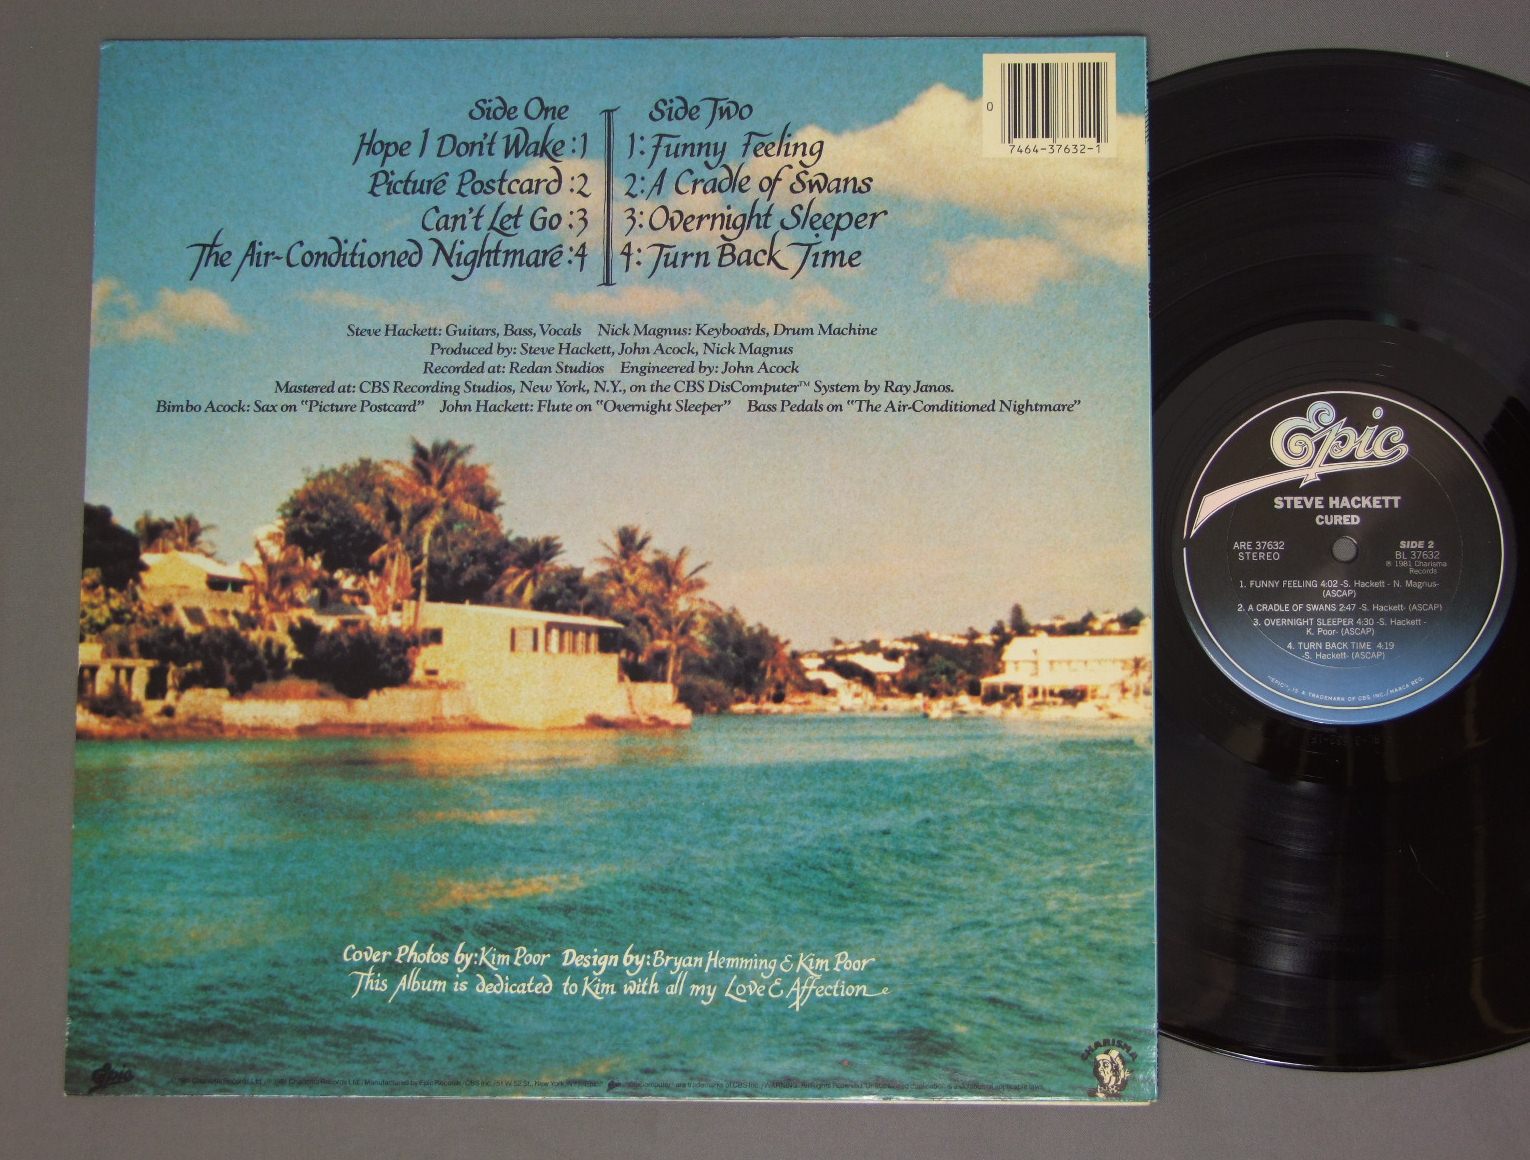 Side One
Hope I Don't Wake :1
Picture Postcard :2
Can't Let Go :3
The Air-Conditioned Nightmare :4
Side Two
1: Funny Feeling
2: A Cradle of Swans
3: Overnight Sleeper
4: Turn Back Time
0
7464-37632-1
Steve Hackett: Guitars, Bass, Vocals Nick Magnus: Keyboards, Drum Machine
Produced by: Steve Hackett, John Acock, Nick Magnus
Recorded at: Redan Studios Engineered by: John Acock
Mastered at: CBS Recording Studios, New York, N.Y., on the CBS DisComputer™ System by Ray Janos.
Bimbo Acock: Sax on "Picture Postcard" John Hackett: Flute on "Overnight Sleeper" Bass Pedals on "The Air-Conditioned Nightmare"
Cover Photos by: Kim Poor Design by: Bryan Hemming & Kim Poor
This Album is dedicated to Kim with all my Love & Affection
Epic
CHARISMA
Epic
STEVE HACKETT
CURED
ARE 37632
STEREO
SIDE 2
BL 37632
℗ 1981 Charisma
Records
1. FUNNY FEELING 4:02 -S. Hackett - N. Magnus-
(ASCAP)
2. A CRADLE OF SWANS 2:47 -S. Hackett- (ASCAP)
3. OVERNIGHT SLEEPER 4:30 -S. Hackett -
K. Poor- (ASCAP)
4. TURN BACK TIME 4:19
-S. Hackett- (ASCAP)
"EPIC", IS A TRADEMARK OF CBS INC./MARCA REG.